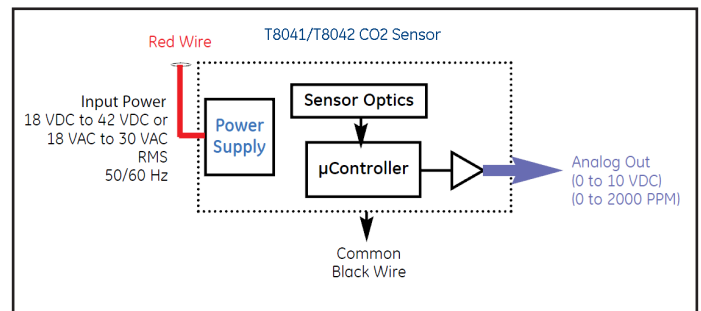 T8041/T8042 CO2 Sensor
Red Wire
Input Power
18 VDC to 42 VDC or
18 VAC to 30 VAC
RMS
50/60 Hz
Power
Supply
Sensor Optics
µController
Analog Out
(0 to 10 VDC)
(0 to 2000 PPM)
Common
Black Wire